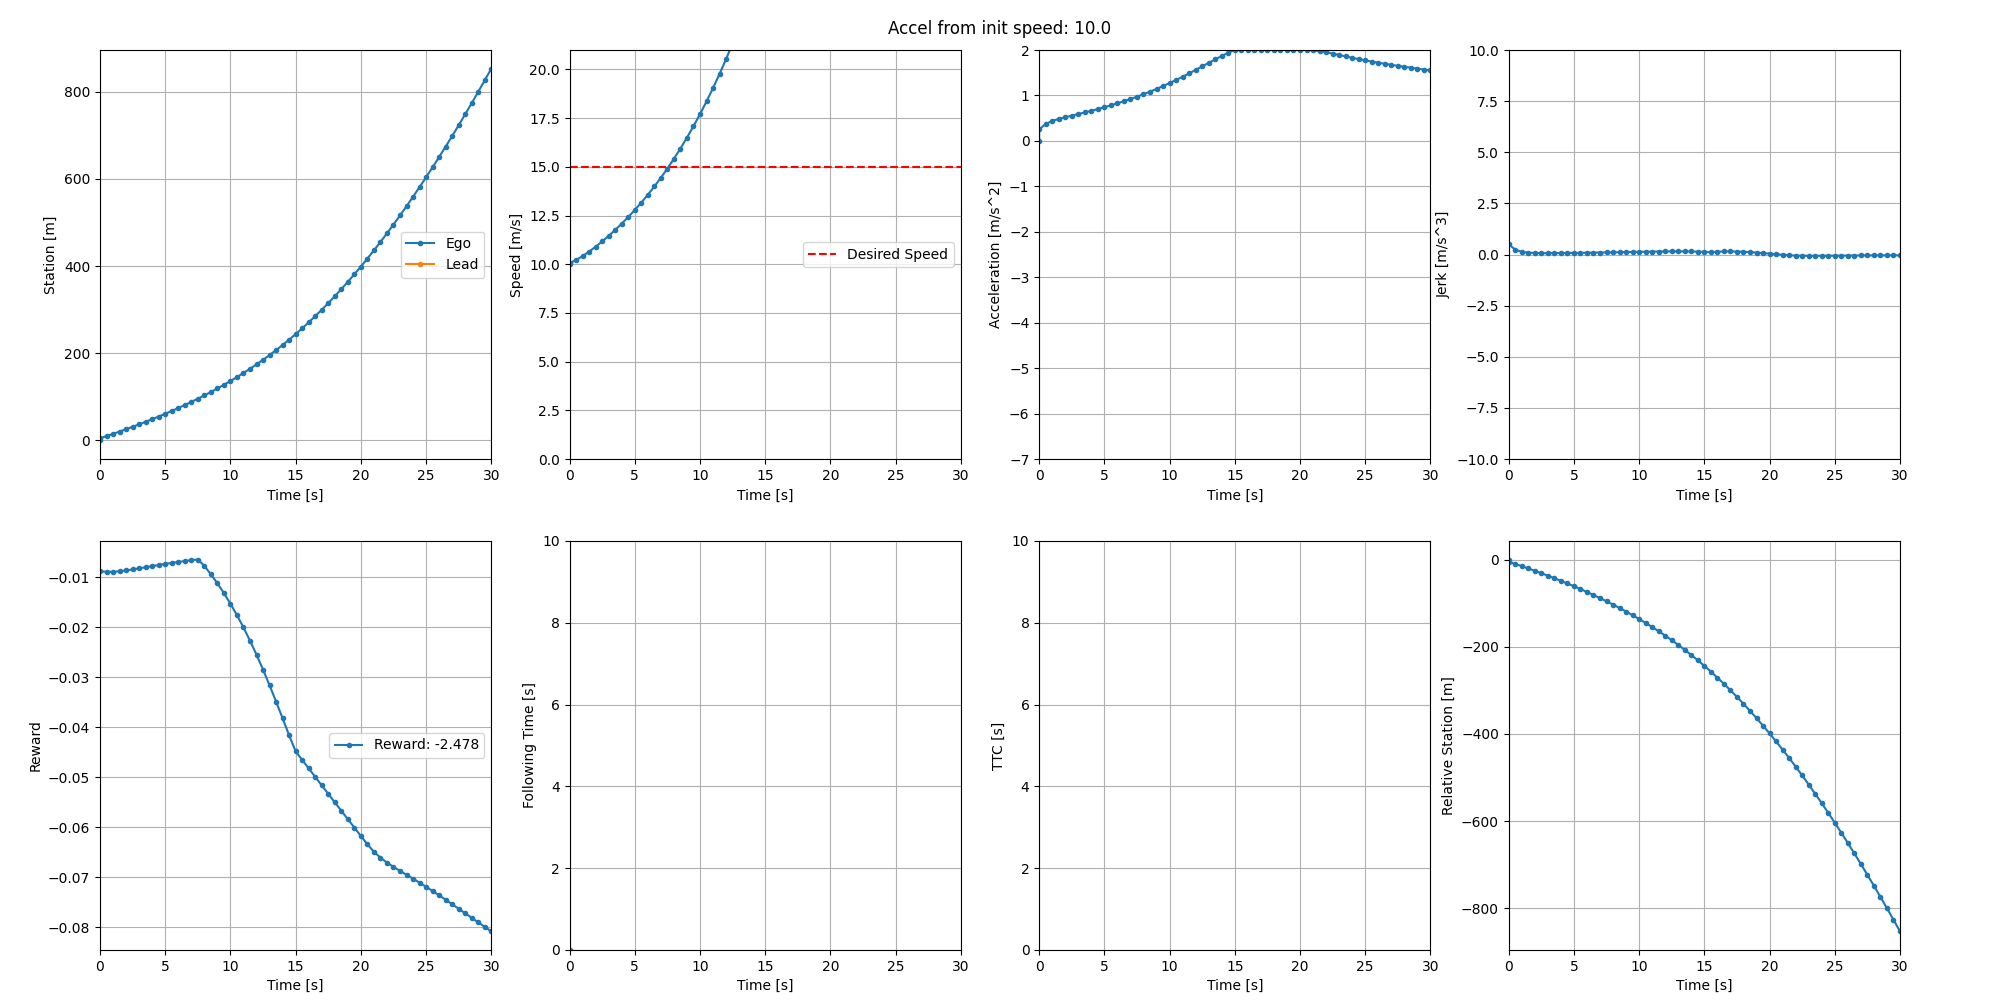 Accel from init speed: 10.0
Station [m]
800
600
400
200
0
Ego
Lead
0 5 10 15 20 25 30
Time [s]
Speed [m/s]
20.0
17.5
15.0
12.5
10.0
7.5
5.0
2.5
0.0
Desired Speed
0 5 10 15 20 25 30
Time [s]
Acceleration [m/s^2]
2
1
0
−1
−2
−3
−4
−5
−6
−7
0 5 10 15 20 25 30
Time [s]
Jerk [m/s^3]
10.0
7.5
5.0
2.5
0.0
−2.5
−5.0
−7.5
−10.0
0 5 10 15 20 25 30
Time [s]
Reward
−0.01
−0.02
−0.03
−0.04
−0.05
−0.06
−0.07
−0.08
Reward: -2.478
0 5 10 15 20 25 30
Time [s]
Following Time [s]
10
8
6
4
2
0
0 5 10 15 20 25 30
Time [s]
TTC [s]
10
8
6
4
2
0
0 5 10 15 20 25 30
Time [s]
Relative Station [m]
0
−200
−400
−600
−800
0 5 10 15 20 25 30
Time [s]